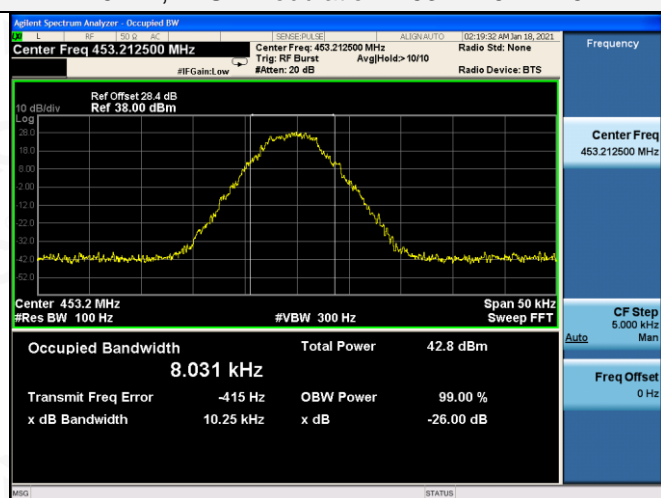 Agilent Spectrum Analyzer - Occupied BW
L RF 50 Ω AC SENSE:PULSE ALIGN AUTO 02:19:32 AM Jan 18, 2021
Center Freq 453.212500 MHz
Center Freq: 453.212500 MHz
Radio Std: None
Trig: RF Burst Avg|Hold:> 10/10
#IFGain:Low #Atten: 20 dB Radio Device: BTS
Ref Offset 28.4 dB
10 dB/div Ref 38.00 dBm
Log
28.0
18.0
8.00
-2.00
-12.0
-22.0
-32.0
-42.0
-52.0
Center 453.2 MHz Span 50 kHz
#Res BW 100 Hz #VBW 300 Hz Sweep FFT
Occupied Bandwidth Total Power 42.8 dBm
8.031 kHz
Transmit Freq Error -415 Hz OBW Power 99.00 %
x dB Bandwidth 10.25 kHz x dB -26.00 dB
MSG STATUS
Frequency
Center Freq
453.212500 MHz
CF Step
5.000 kHz
Auto Man
Freq Offset
0 Hz